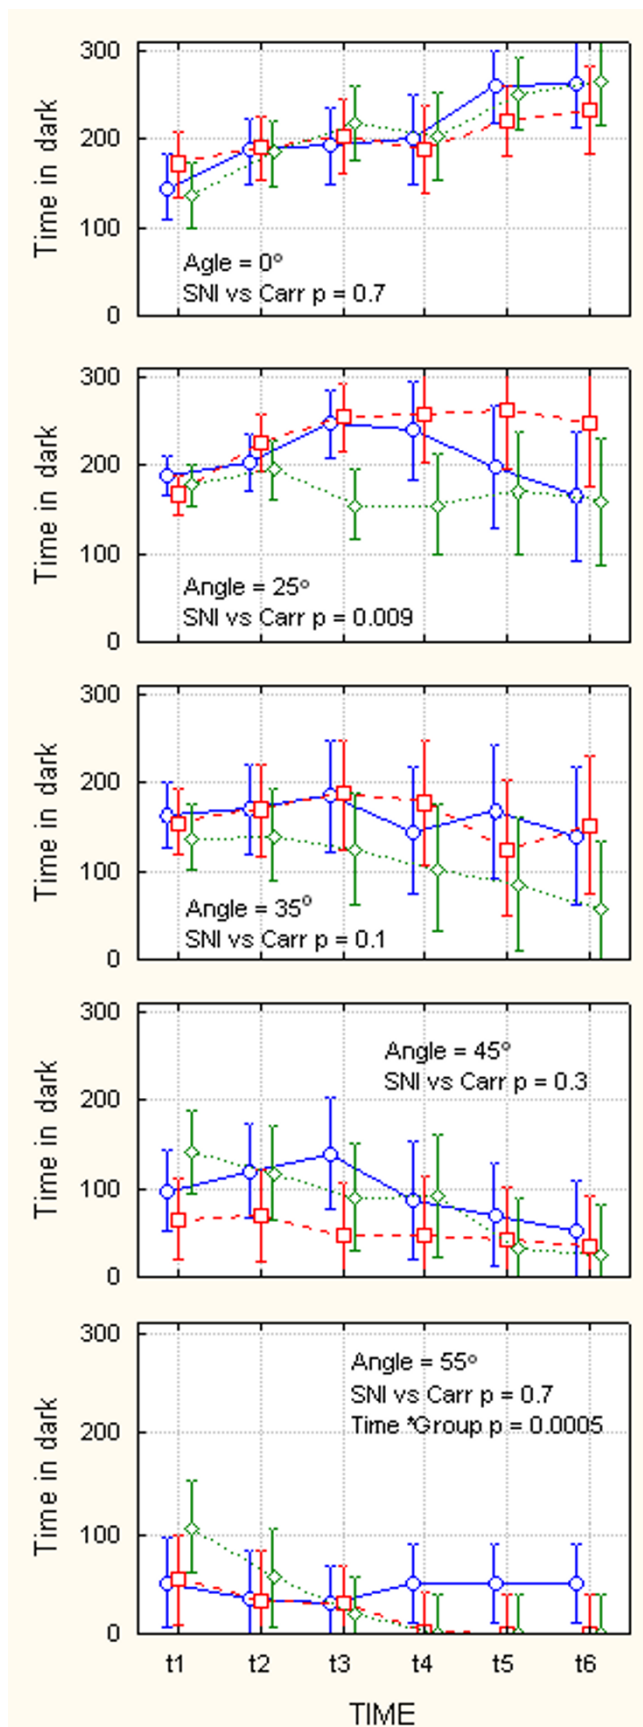 300
200
100
0
Time in dark
Agle = 0°
SNI vs Carr p = 0.7
300
200
100
0
Time in dark
Angle = 25°
SNI vs Carr p = 0.009
300
200
100
0
Time in dark
Angle = 35°
SNI vs Carr p = 0.1
300
200
100
0
Time in dark
Angle = 45°
SNI vs Carr p = 0.3
300
200
100
0
Time in dark
Angle = 55°
SNI vs Carr p = 0.7
Time *Group p = 0.0005
t1 t2 t3 t4 t5 t6
TIME